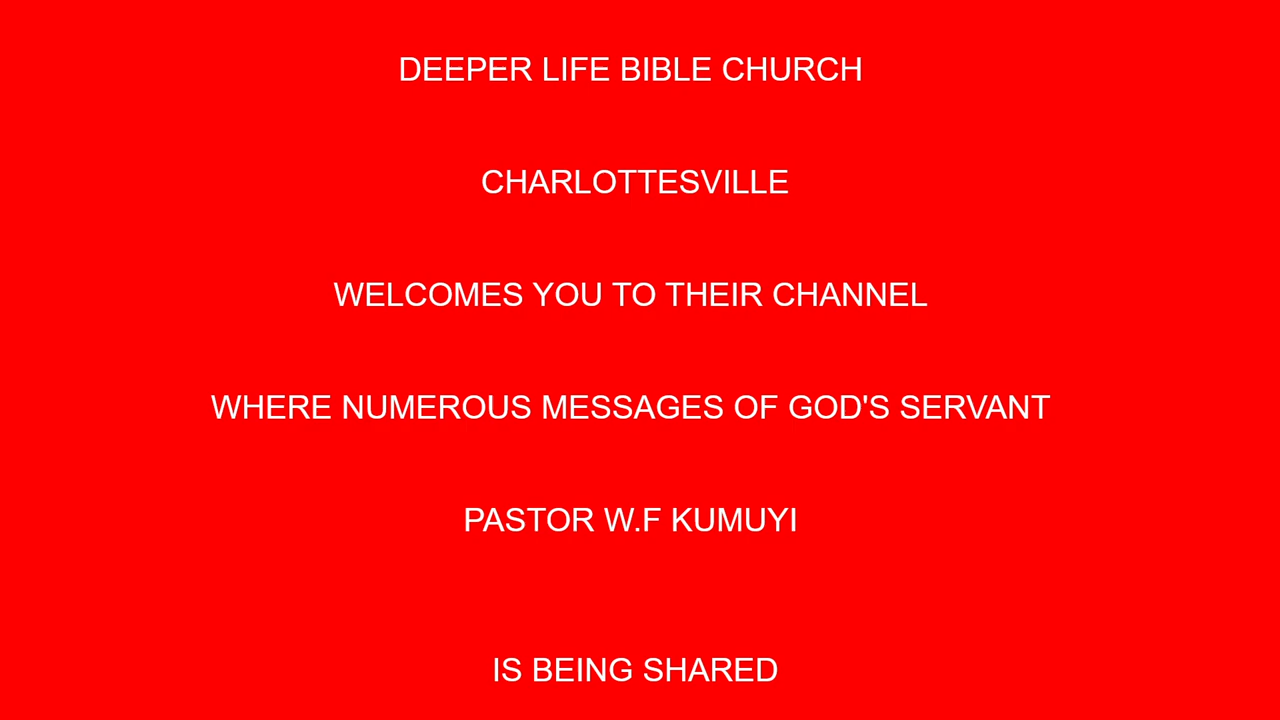 DEEPER LIFE BIBLE CHURCH
CHARLOTTESVILLE
WELCOMES YOU TO THEIR CHANNEL
WHERE NUMEROUS MESSAGES OF GOD'S SERVANT
PASTOR W.F KUMUYI
IS BEING SHARED